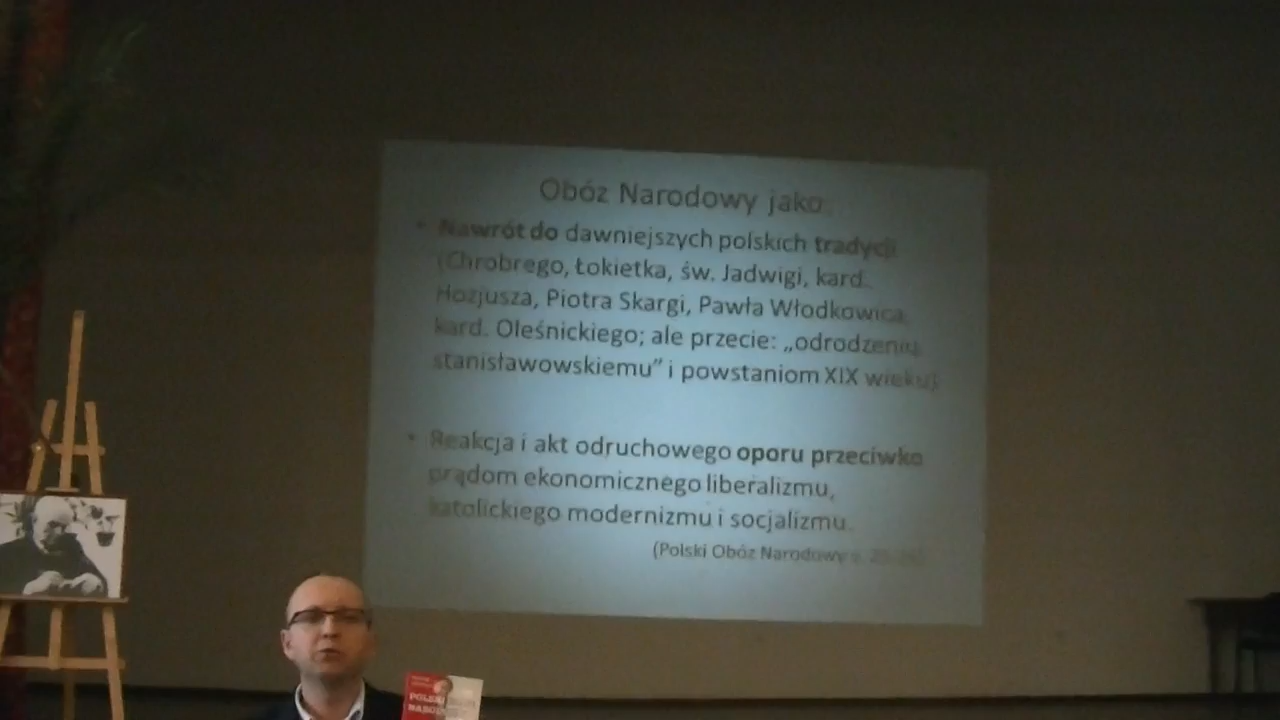 Obóz Narodowy jako:
• Nawrót do dawniejszych polskich tradycji
(Chrobrego, Łokietka, św. Jadwigi, kard.
Hozjusza, Piotra Skargi, Pawła Włodkowica,
kard. Oleśnickiego; ale przecie: „odrodzeniu
stanisławowskiemu” i powstaniom XIX wieku)
• Reakcja i akt odruchowego oporu przeciwko
prądom ekonomicznego liberalizmu,
katolickiego modernizmu i socjalizmu.
(Polski Obóz Narodowy s.